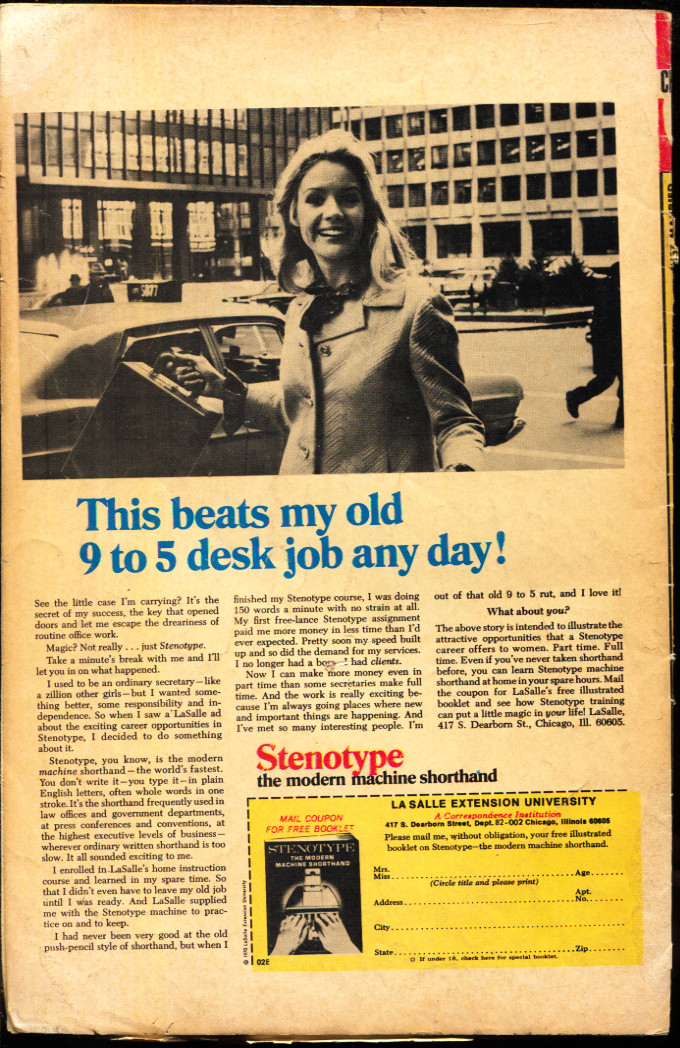 This beats my old
9 to 5 desk job any day!
See the little case I'm carrying? It's the
secret of my success, the key that opened
doors and let me escape the dreariness of
routine office work.
Magic? Not really . . . just Stenotype.
Take a minute's break with me and I'll
let you in on what happened.
I used to be an ordinary secretary—like
a zillion other girls—but I wanted some-
thing better, some responsibility and in-
dependence. So when I saw a LaSalle ad
about the exciting career opportunities in
Stenotype, I decided to do something
about it.
Stenotype, you know, is the modern
machine shorthand—the world's fastest.
You don't write it—you type it—in plain
English letters, often whole words in one
stroke. It's the shorthand frequently used in
law offices and government departments,
at press conferences and conventions, at
the highest executive levels of business—
wherever ordinary written shorthand is too
slow. It all sounded exciting to me.
I enrolled in LaSalle's home instruction
course and learned in my spare time. So
that I didn't even have to leave my old job
until I was ready. And LaSalle supplied
me with the Stenotype machine to prac-
tice on and to keep.
I had never been very good at the old
push-pencil style of shorthand, but when I
finished my Stenotype course, I was doing
150 words a minute with no strain at all.
My first free-lance Stenotype assignment
paid me more money in less time than I'd
ever expected. Pretty soon my speed built
up and so did the demand for my services.
I no longer had a I had clients.
Now I can make more money even in
part time than some secretaries make full
time. And the work is really exciting be-
cause I'm always going places where new
and important things are happening. And
I've met so many interesting people. I'm
out of that old 9 to 5 rut, and I love it!
What about you?
The above story is intended to illustrate the
attractive opportunities that a Stenotype
career offers to women. Part time. Full
time. Even if you've never taken shorthand
before, you can learn Stenotype machine
shorthand at home in your spare hours. Mail
the coupon for LaSalle's free illustrated
booklet and see how Stenotype training
can put a little magic in your life! LaSalle,
417 S. Dearborn St., Chicago, Ill. 60605.
Stenotype
the modern machine shorthand
MAIL COUPON
FOR FREE BOOKLET
STENOTYPE
THE MODERN
MACHINE SHORTHAND
© 1970 LaSalle Extension University
02E
LA SALLE EXTENSION UNIVERSITY
A Correspondence Institution
417 S. Dearborn Street, Dept. 82-002 Chicago, Illinois 60605
Please mail me, without obligation, your free illustrated
booklet on Stenotype—the modern machine shorthand.
Mrs.
Miss Age
(Circle title and please print)
Address Apt. No.
City
State Zip
If under 18, check here for special booklet.